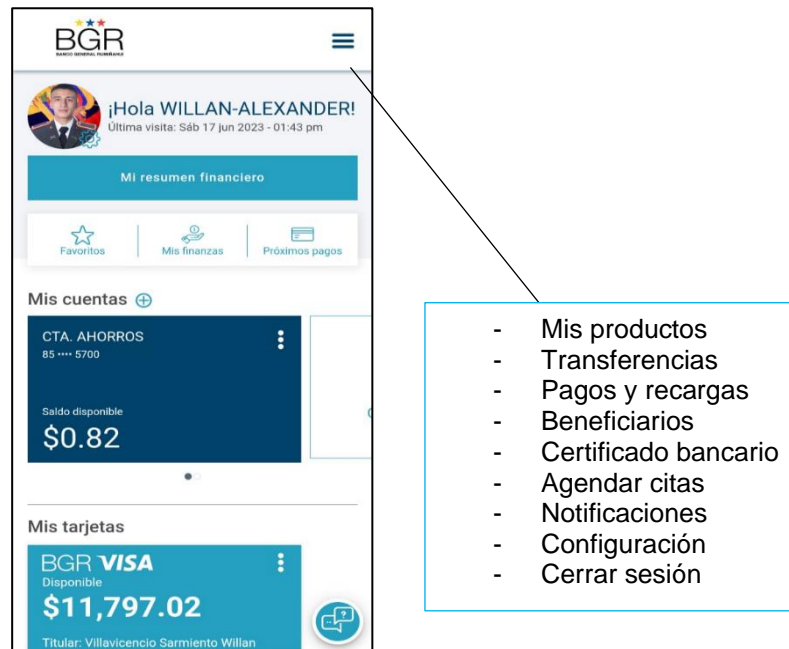 BGR
BANCO GENERAL RUMIÑAHUI
¡Hola WILLAN-ALEXANDER!
Última visita: Sáb 17 jun 2023 - 01:43 pm
Mi resumen financiero
Favoritos
Mis finanzas
Próximos pagos
Mis cuentas
CTA. AHORROS
85 •••• 5700
Saldo disponible
$0.82
Mis tarjetas
BGR VISA
Disponible
$11,797.02
Titular: Villavicencio Sarmiento Willan
- Mis productos
- Transferencias
- Pagos y recargas
- Beneficiarios
- Certificado bancario
- Agendar citas
- Notificaciones
- Configuración
- Cerrar sesión